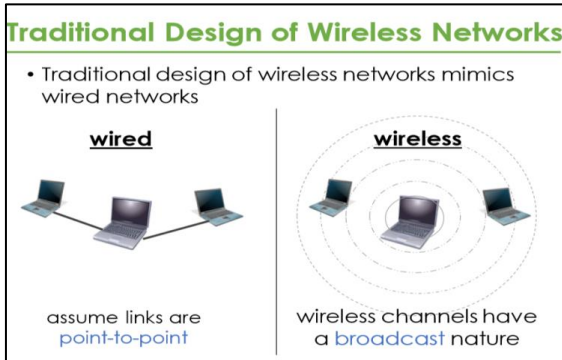 Traditional Design of Wireless Networks
• Traditional design of wireless networks mimics
wired networks
wired
assume links are
point-to-point
wireless
wireless channels have
a broadcast nature